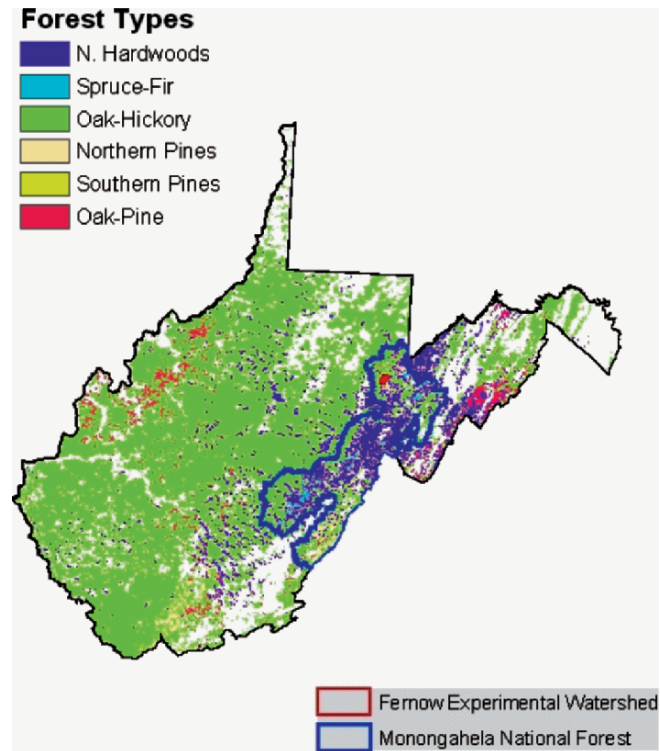 Forest Types
N. Hardwoods
Spruce-Fir
Oak-Hickory
Northern Pines
Southern Pines
Oak-Pine
Fernow Experimental Watershed
Monongahela National Forest